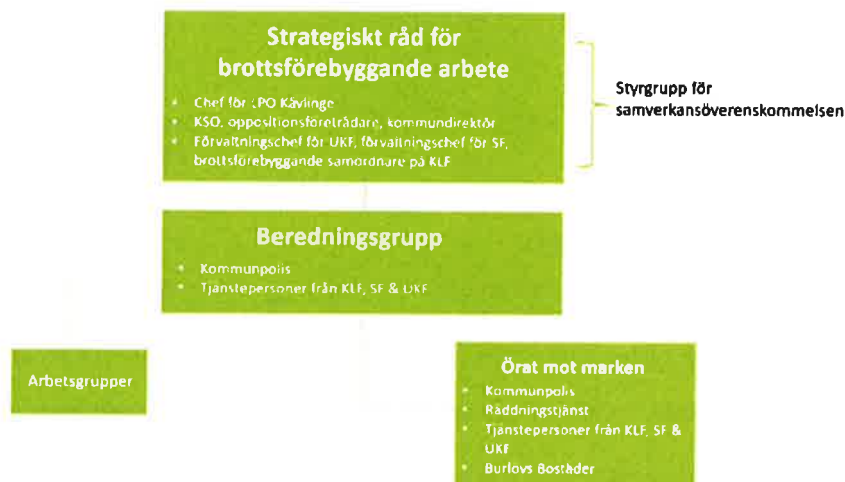 Strategiskt råd för
brottsförebyggande arbete
• Chef för LPO Kävlinge
• KSO, oppositionsföreträdare, kommundirektör
• Förvaltningschef för UKF, förvaltningschef för SF,
brottsförebyggande samordnare på KLF
Styrgrupp för
samverkansöverenskommelsen
Beredningsgrupp
• Kommunpolis
• Tjänstepersoner från KLF, SF & UKF
Arbetsgrupper
Örat mot marken
• Kommunpolis
• Räddningstjänst
• Tjänstepersoner från KLF, SF &
UKF
• Burlovs Bostäder